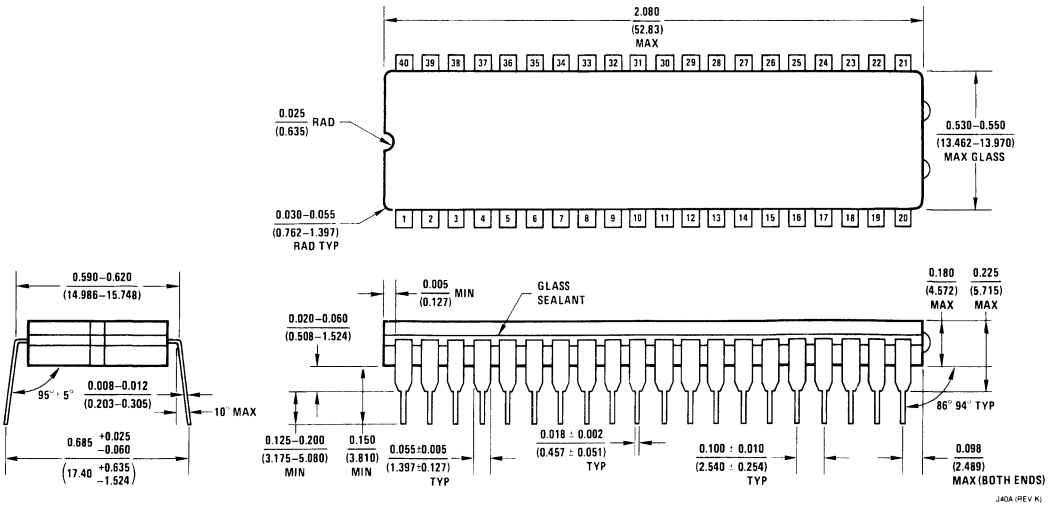 2.080
(52.83)
MAX
40 39 38 37 36 35 34 33 32 31 30 29 28 27 26 25 24 23 22 21
0.025
(0.635)
RAD
0.530–0.550
(13.462–13.970)
MAX GLASS
0.030–0.055
(0.762–1.397)
RAD TYP
1 2 3 4 5 6 7 8 9 10 11 12 13 14 15 16 17 18 19 20
0.590–0.620
(14.986–15.748)
0.005
(0.127)
MIN
GLASS
SEALANT
0.180
(4.572)
MAX
0.225
(5.715)
MAX
0.020–0.060
(0.508–1.524)
95° ± 5°
0.008–0.012
(0.203–0.305)
10° MAX
86° 94° TYP
0.685 +0.025
-0.060
(17.40 +0.635
-1.524)
0.125–0.200
(3.175–5.080)
MIN
0.150
(3.810)
MIN
0.055±0.005
(1.397±0.127)
TYP
0.018 ± 0.002
(0.457 ± 0.051)
TYP
0.100 ± 0.010
(2.540 ± 0.254)
TYP
0.098
(2.489)
MAX (BOTH ENDS)
J40A (REV K)